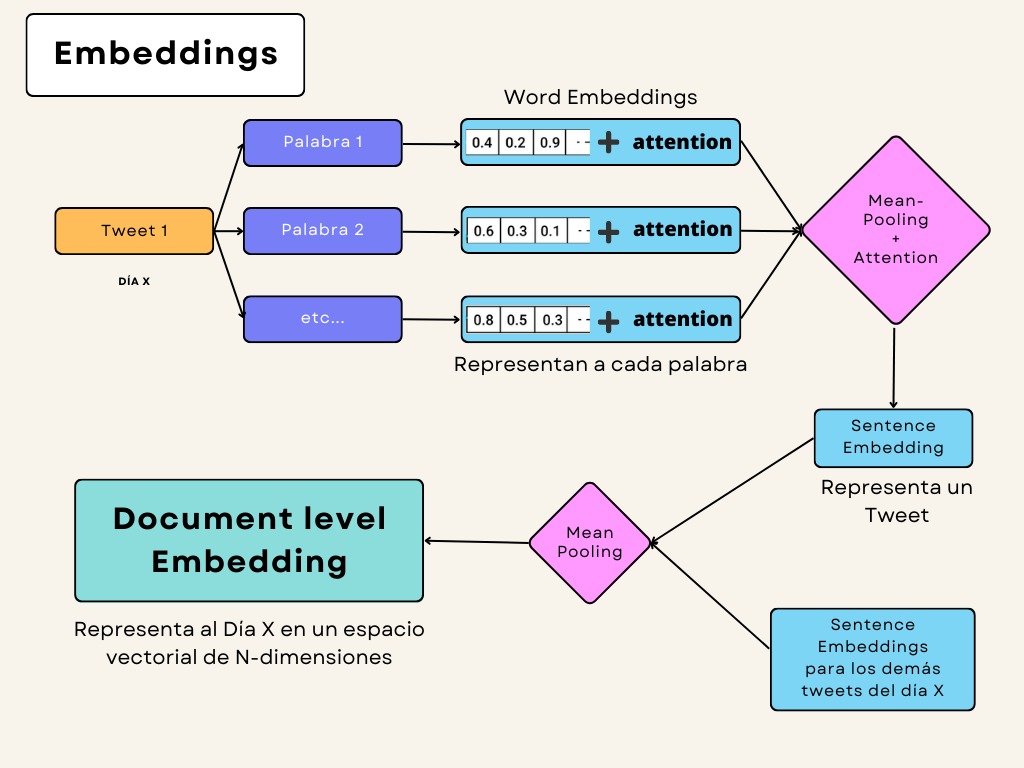 Embeddings
Word Embeddings
Palabra 1
0.4 0.2 0.9 -- + attention
Tweet 1
DÍA X
Palabra 2
0.6 0.3 0.1 -- + attention
etc...
0.8 0.5 0.3 -- + attention
Representan a cada palabra
Mean-
Pooling
+
Attention
Sentence
Embedding
Representa un
Tweet
Mean
Pooling
Document level
Embedding
Representa al Día X en un espacio
vectorial de N-dimensiones
Sentence
Embeddings
para los demás
tweets del día X